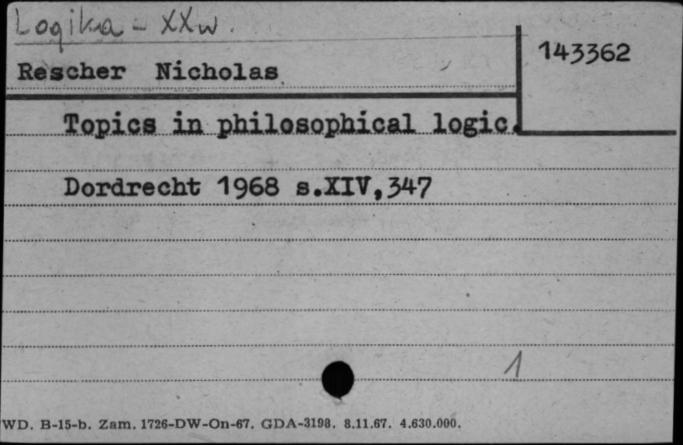 Logika - XXw.
143362
Rescher Nicholas
Topics in philosophical logic.
Dordrecht 1968 s.XIV,347
1
WD. B-15-b. Zam. 1726-DW-On-67. GDA-3198. 8.11.67. 4.630.000.